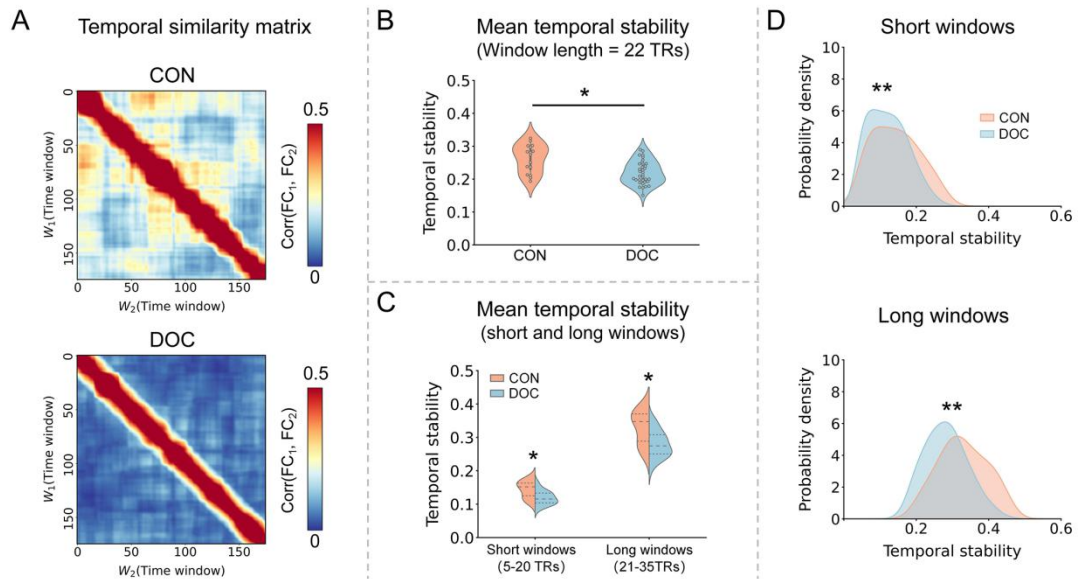 A
Temporal similarity matrix
CON
0
50
100
150
W₁(Time window)
0
50
100
150
W₂(Time window)
0.5
Corr(FC₁, FC₂)
0
DOC
0
50
100
150
W₁(Time window)
0
50
100
150
W₂(Time window)
0.5
Corr(FC₁, FC₂)
0
B
Mean temporal stability
(Window length = 22 TRs)
Temporal stability
0.5
0.4
0.3
0.2
0.1
0.0
*
CON
DOC
C
Mean temporal stability
(short and long windows)
Temporal stability
0.5
0.4
0.3
0.2
0.1
0.0
CON
DOC
*
*
Short windows
(5-20 TRs)
Long windows
(21-35TRs)
D
Short windows
Probability density
10
8
6
4
2
0
**
CON
DOC
0.2
0.4
0.6
Temporal stability
Long windows
Probability density
10
8
6
4
2
0
**
0.2
0.4
0.6
Temporal stability